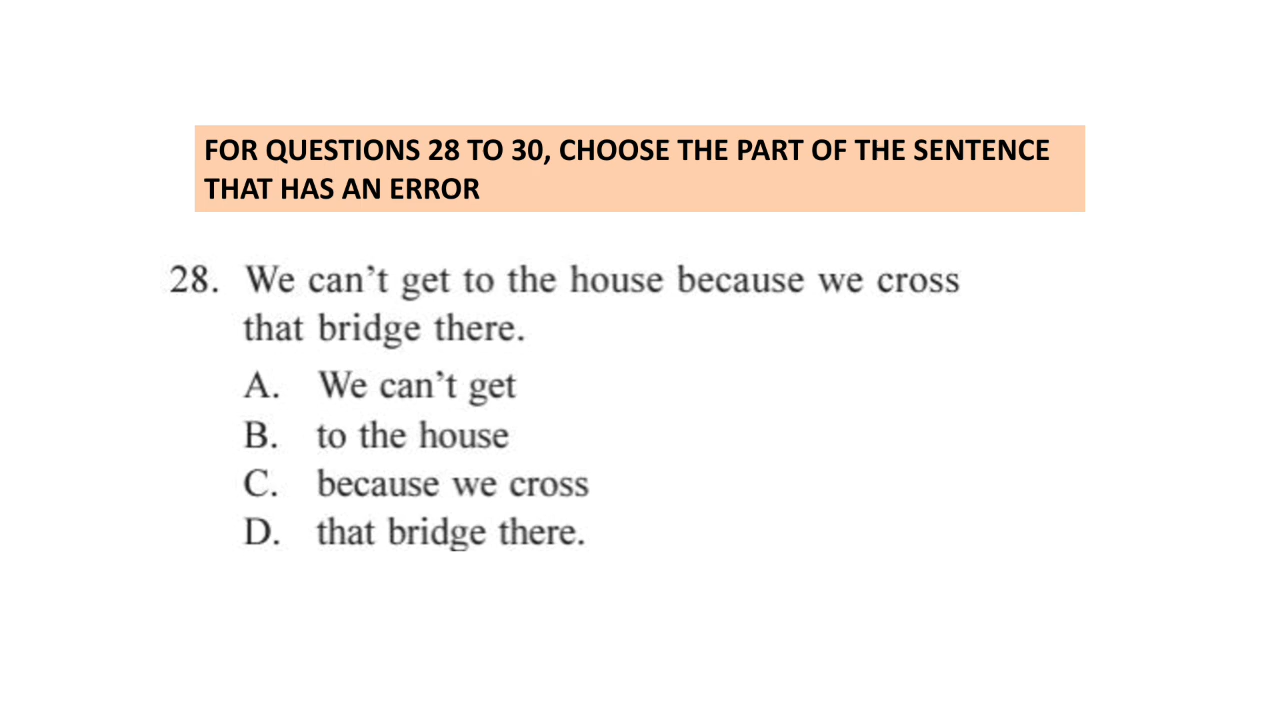 FOR QUESTIONS 28 TO 30, CHOOSE THE PART OF THE SENTENCE
THAT HAS AN ERROR
28. We can’t get to the house because we cross
that bridge there.
A. We can’t get
B. to the house
C. because we cross
D. that bridge there.